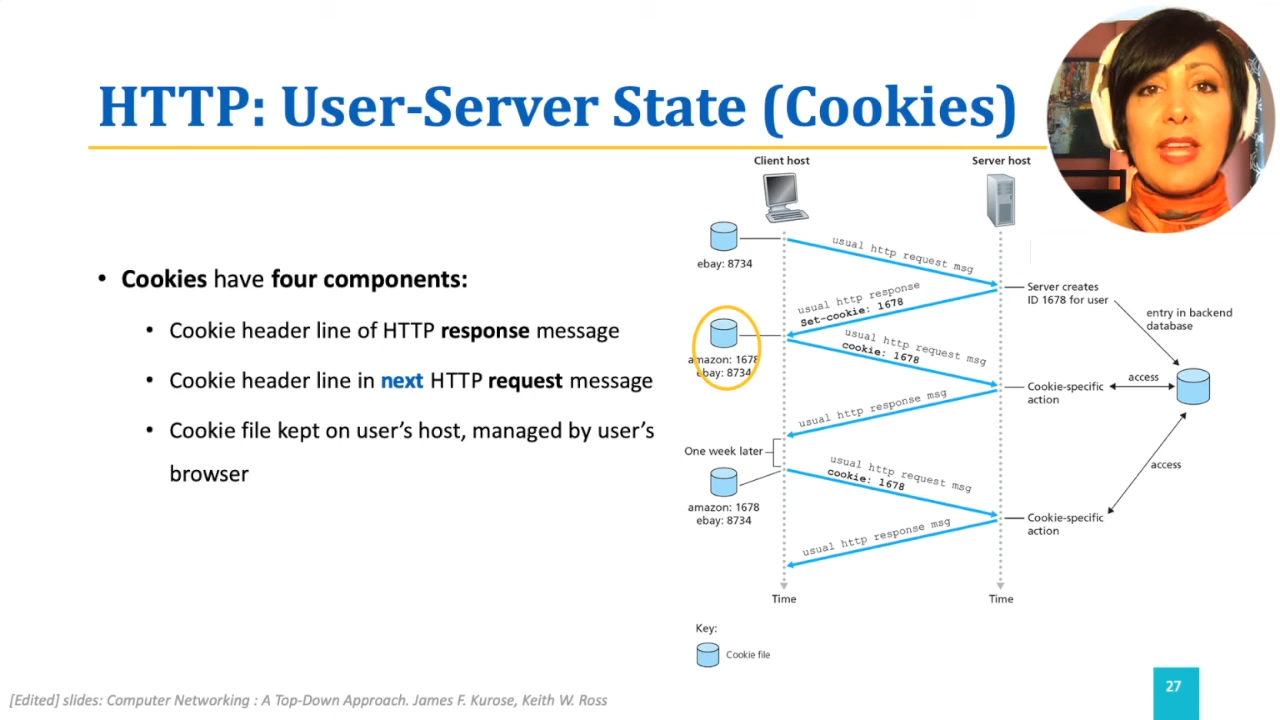 HTTP: User-Server State (Cookies)
• Cookies have four components:
• Cookie header line of HTTP response message
• Cookie header line in next HTTP request message
• Cookie file kept on user's host, managed by user's
browser
Client host
Server host
ebay: 8734
usual http request msg
Server creates
ID 1678 for user
entry in backend
database
usual http response
Set-cookie: 1678
amazon: 1678
ebay: 8734
usual http request msg
cookie: 1678
Cookie-specific
action
access
usual http response msg
One week later
access
usual http request msg
cookie: 1678
amazon: 1678
ebay: 8734
Cookie-specific
action
usual http response msg
Time
Time
Key:
Cookie file
[Edited] slides: Computer Networking : A Top-Down Approach. James F. Kurose, Keith W. Ross
27